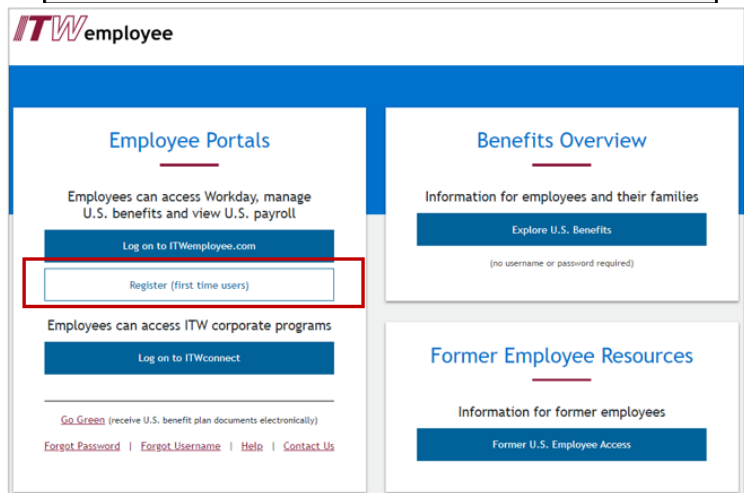 ITWemployee
Employee Portals
Employees can access Workday, manage
U.S. benefits and view U.S. payroll
Log on to ITWemployee.com
Register (first time users)
Employees can access ITW corporate programs
Log on to ITWconnect
Go Green (receive U.S. benefit plan documents electronically)
Forgot Password | Forgot Username | Help | Contact Us
Benefits Overview
Information for employees and their families
Explore U.S. Benefits
(no username or password required)
Former Employee Resources
Information for former employees
Former U.S. Employee Access